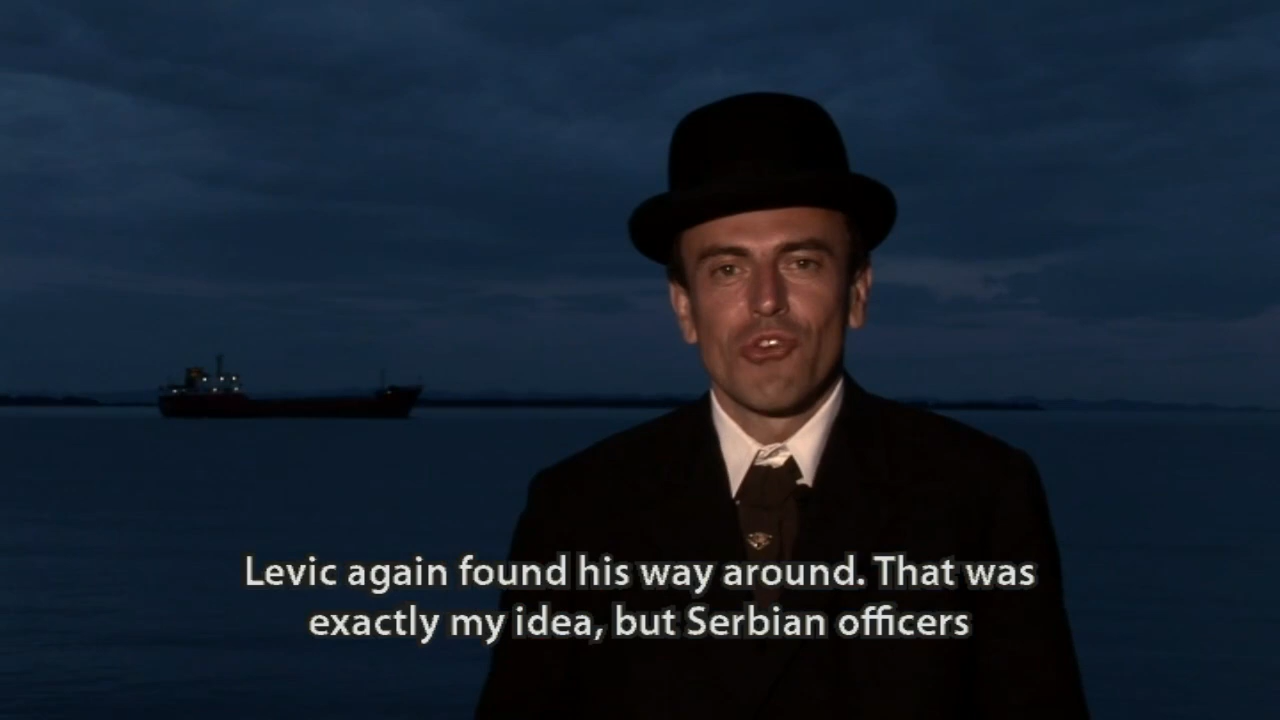 Levic again found his way around. That was
exactly my idea, but Serbian officers